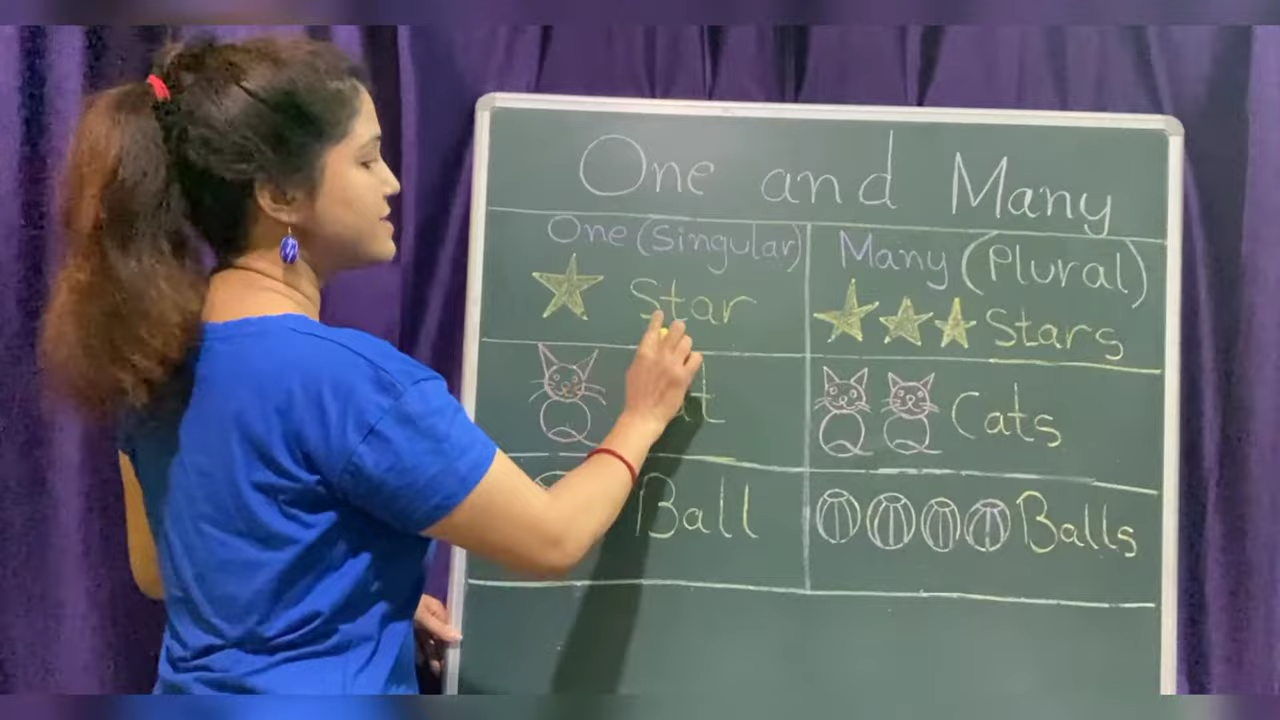 One and Many
One (Singular) Many (Plural)
Star Stars
Cats
Ball Balls